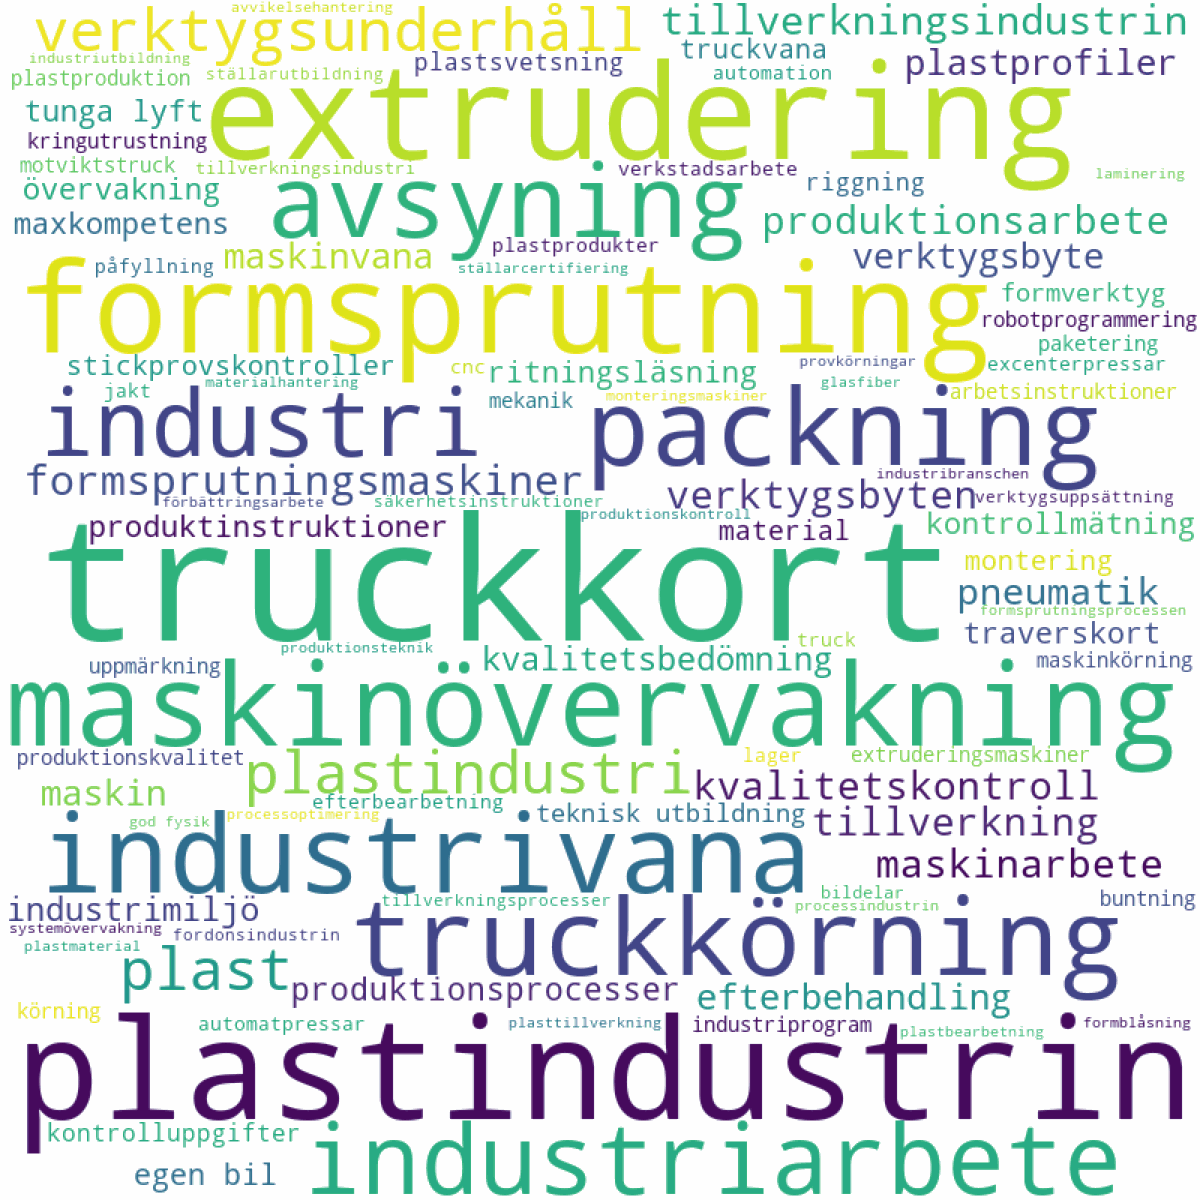 avvikelsehantering
verktygsunderhåll
tillverkningsindustrin
industriutbildning
plastsvetsning
truckvana
plastprofiler
plastproduktion
ställarutbildning
automation
extrudering
tunga lyft
kringutrustning
motviktstruck
tillverkningsindustri
verkstadsarbete
laminering
övervakning
avsyning
riggning
maxkompetens
produktionsarbete
plastprodukter
maskinvana
verktygsbyte
påfyllning
ställarcertifiering
formsprutning
formverktyg
robotprogrammering
paketering
stickprovskontroller
cnc
ritningsläsning
provkörningar
excenterpressar
jakt
materialhantering
mekanik
monteringsmaskiner
glasfiber
arbetsinstruktioner
industri
packning
formsprutningsmaskiner
industribranschen
förbättringsarbete
säkerhetsinstruktioner
verktygsbyten
verktygsuppsättning
produktinstruktioner
produktionskontroll
material
kontrollmätning
truckkort
montering
pneumatik
formsprutningsprocessen
traverskort
produktionsteknik
truck
uppmärkning
kvalitetsbedömning
maskinkörning
maskinövervakning
produktionskvalitet
plastindustri
lager
extruderingsmaskiner
maskin
kvalitetskontroll
efterbearbetning
god fysik
processoptimering
teknisk utbildning
tillverkning
industrivana
maskinarbete
bildelar
industrimiljö
tillverkningsprocesser
processindustrin
buntning
systemövervakning
fordonsindustrin
truckkörning
plastmaterial
plast
produktionsprocesser
efterbehandling
körning
automatpressar
plasttillverkning
industriprogram
plastbearbetning
formblåsning
plastindustrin
kontrolluppgifter
industriarbete
egen bil